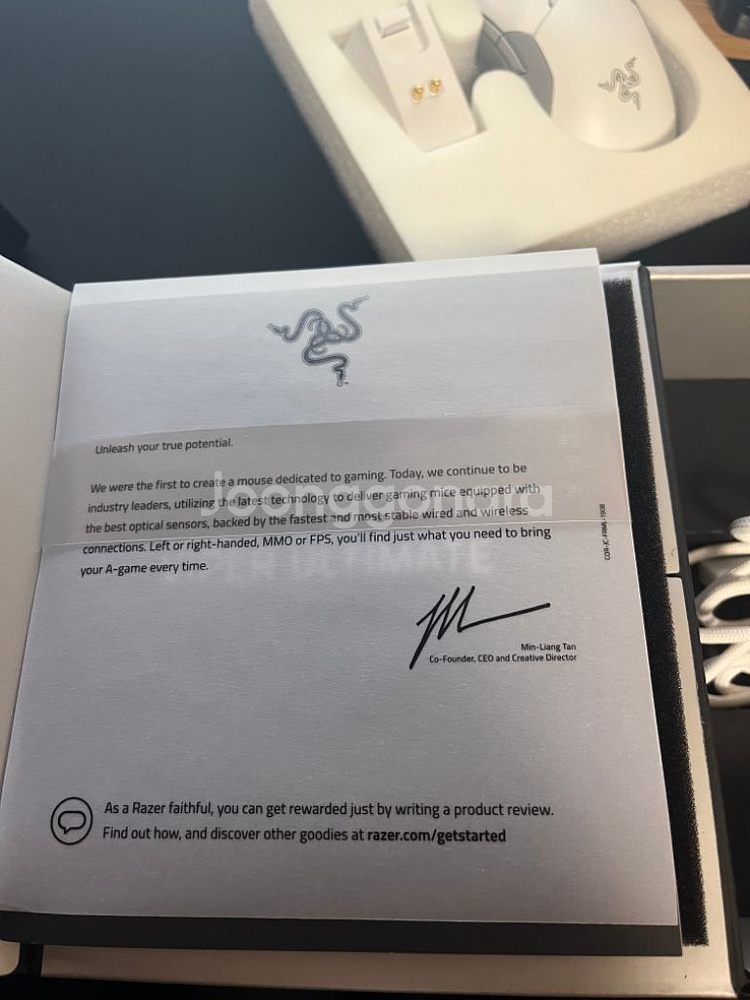 Unleash your true potential.
We were the first to create a mouse dedicated to gaming. Today, we continue to be
industry leaders, utilizing the latest technology to deliver gaming mice equipped with
the best optical sensors, backed by the fastest and most stable wired and wireless
connections. Left or right-handed, MMO or FPS, you'll find just what you need to bring
your A-game every time.
joonggonara
ULTIMATE
Min-Liang Tan
Co-Founder, CEO and Creative Director
As a Razer faithful, you can get rewarded just by writing a product review.
Find out how, and discover other goodies at razer.com/getstarted